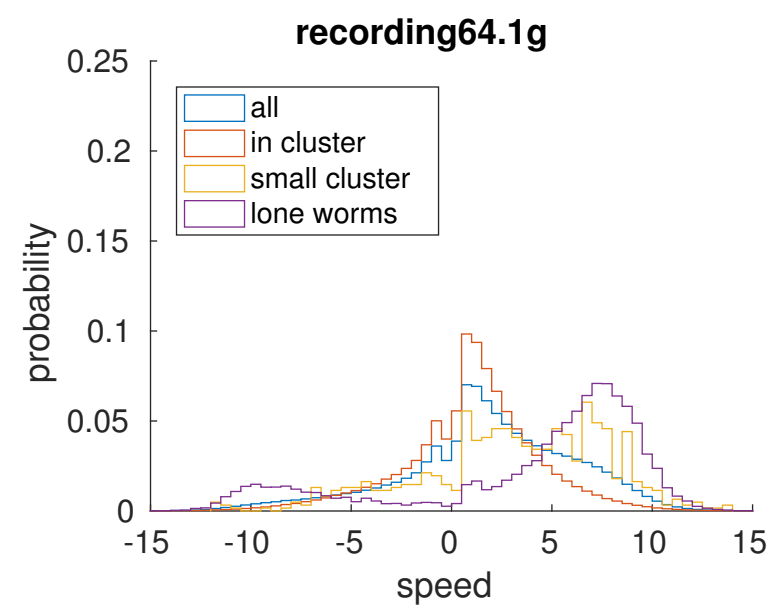 recording64.1g
0.25
0.2
0.15
0.1
0.05
0
probability
all
in cluster
small cluster
lone worms
-15 -10 -5 0 5 10 15
speed